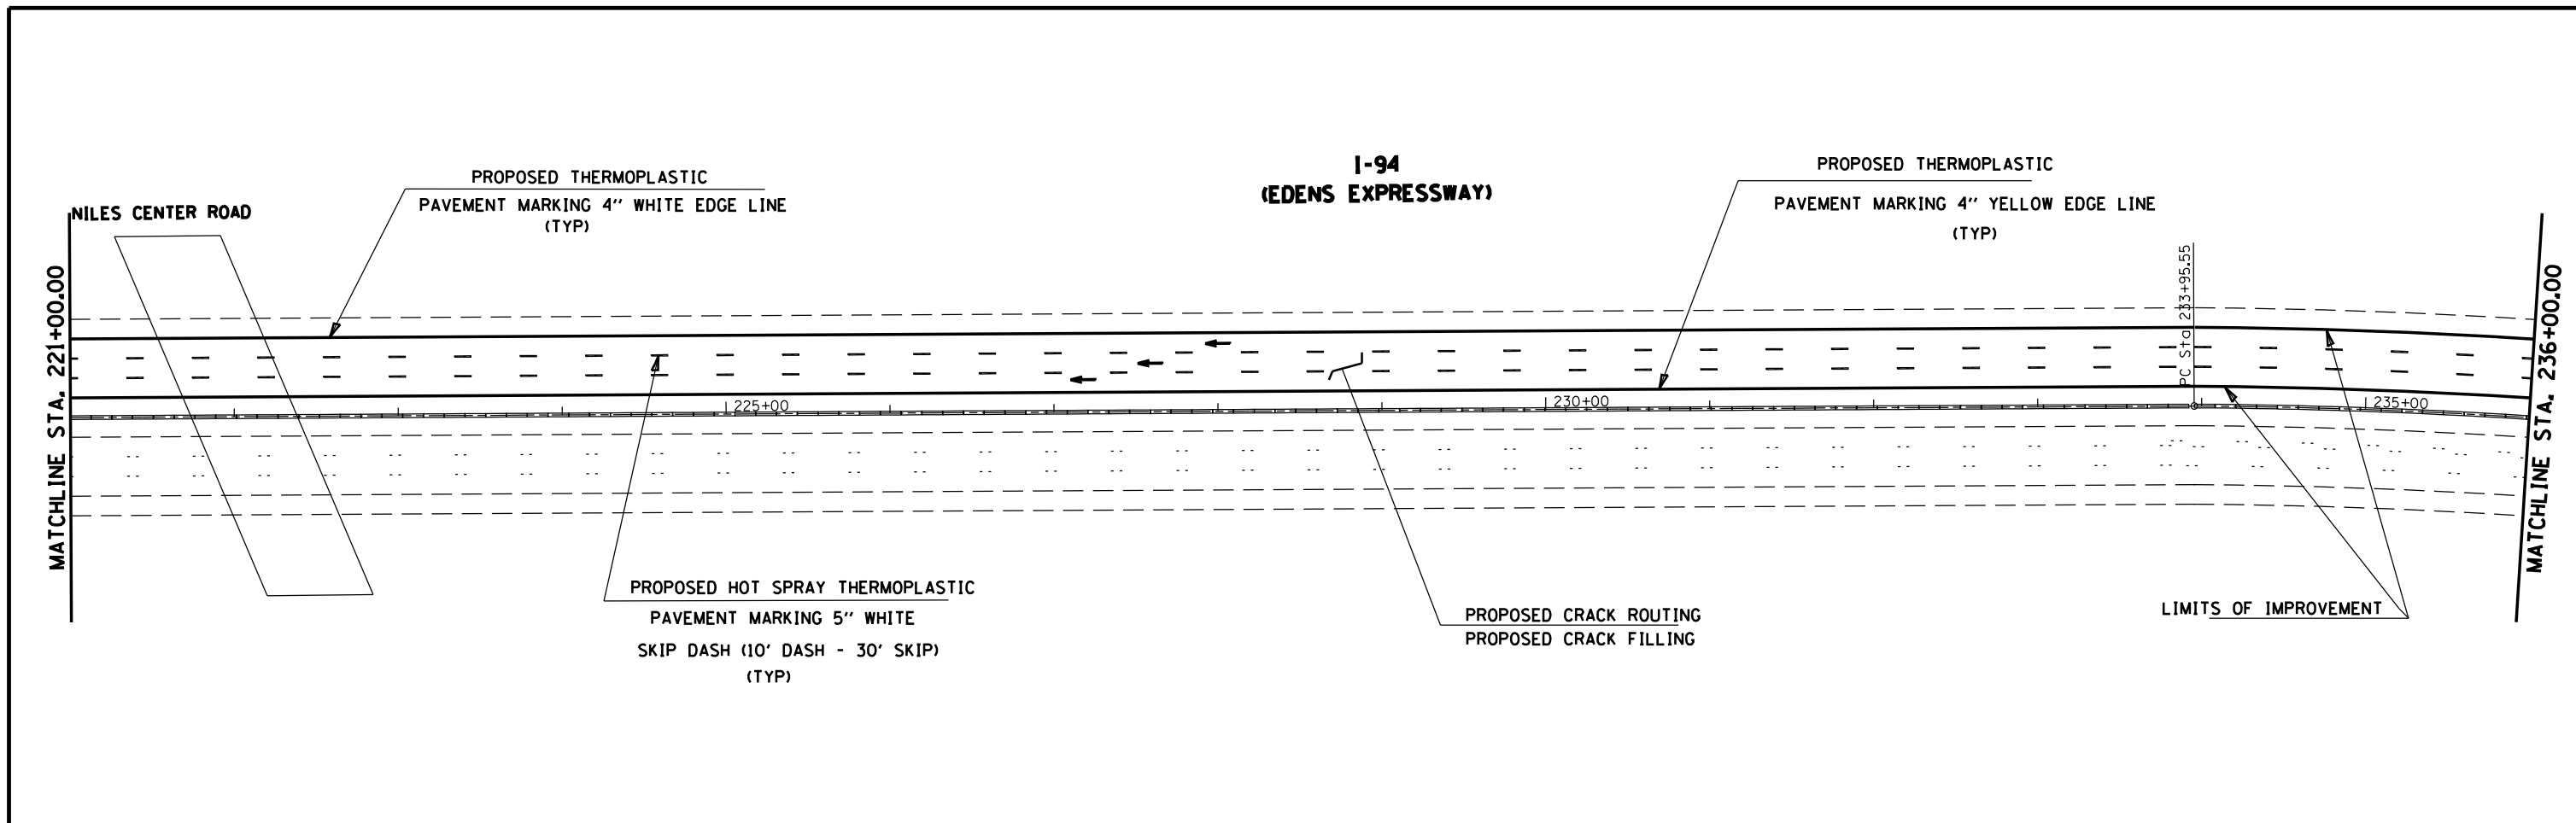 I-94
(EDENS EXPRESSWAY)
PROPOSED THERMOPLASTIC
PAVEMENT MARKING 4'' WHITE EDGE LINE
(TYP)
PROPOSED THERMOPLASTIC
PAVEMENT MARKING 4'' YELLOW EDGE LINE
(TYP)
NILES CENTER ROAD
MATCHLINE STA. 221+00.00
PC Sta 233+95.55
MATCHLINE STA. 236+00.00
225+00
230+00
235+00
PROPOSED HOT SPRAY THERMOPLASTIC
PAVEMENT MARKING 5'' WHITE
SKIP DASH (10' DASH - 30' SKIP)
(TYP)
PROPOSED CRACK ROUTING
PROPOSED CRACK FILLING
LIMITS OF IMPROVEMENT